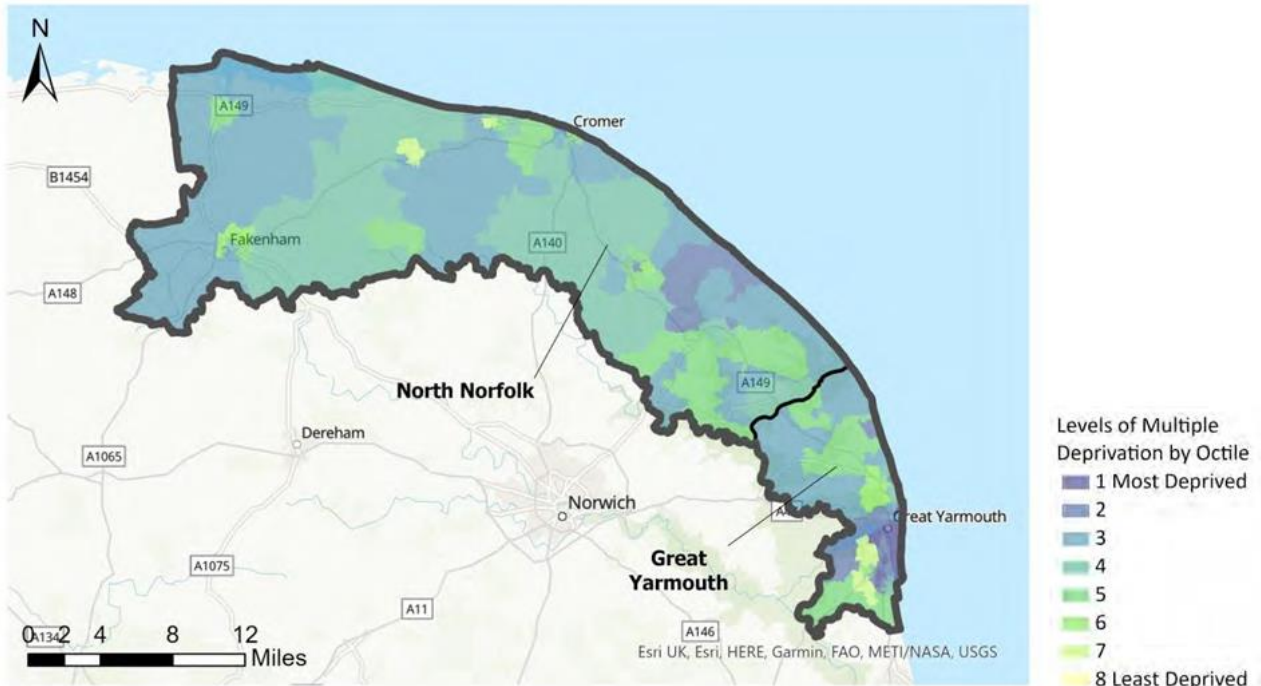 N
A149
Cromer
B1454
Fakenham
A140
A148
North Norfolk
A149
Dereham
A1065
Norwich
Great Yarmouth
Great
Yarmouth
A1075
A11
A134
A146
0 2 4 8 12
Miles
Esri UK, Esri, HERE, Garmin, FAO, METI/NASA, USGS
Levels of Multiple
Deprivation by Octile
1 Most Deprived
2
3
4
5
6
7
8 Least Deprived